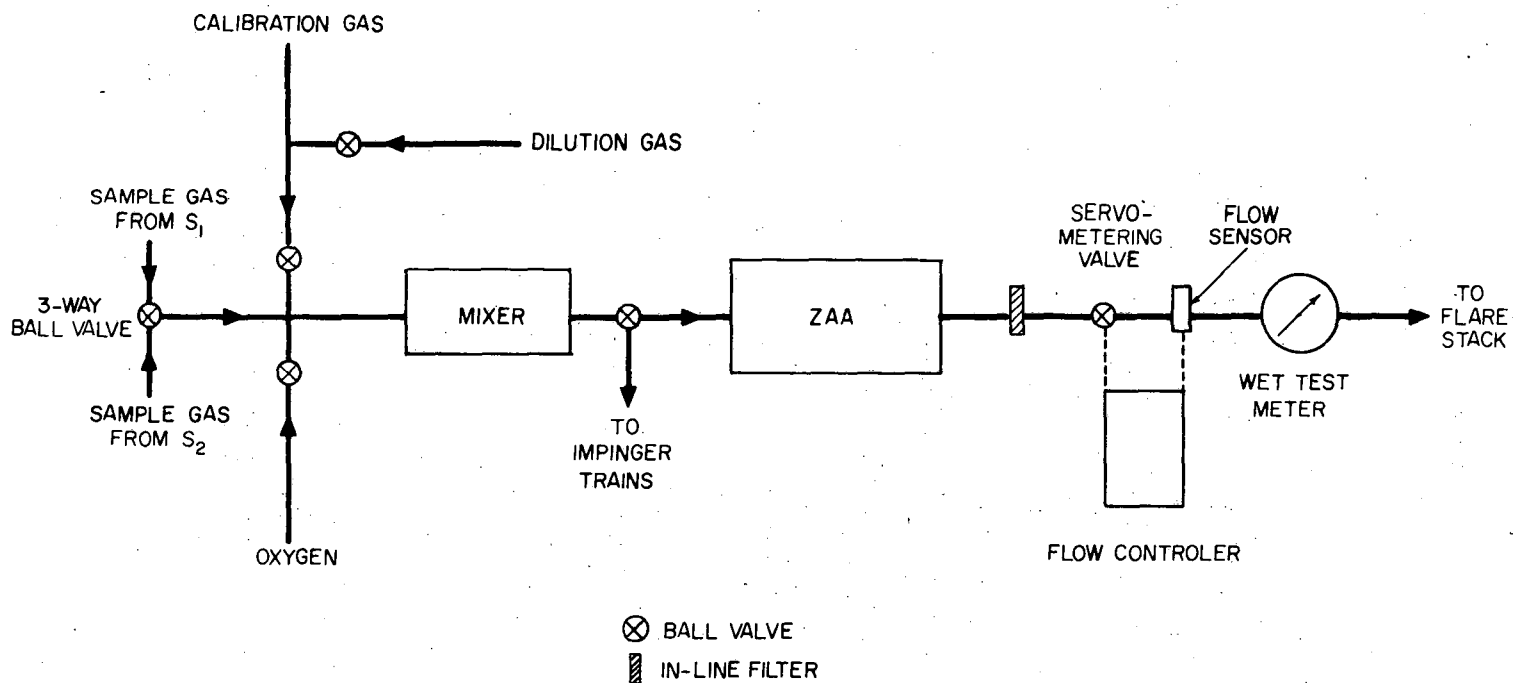 CALIBRATION GAS
DILUTION GAS
SAMPLE GAS
FROM S₁
3-WAY
BALL VALVE
SAMPLE GAS
FROM S₂
OXYGEN
MIXER
TO
IMPINGER
TRAINS
ZAA
SERVO-
METERING
VALVE
FLOW
SENSOR
FLOW CONTROLER
WET TEST
METER
TO
FLARE
STACK
BALL VALVE
IN-LINE FILTER